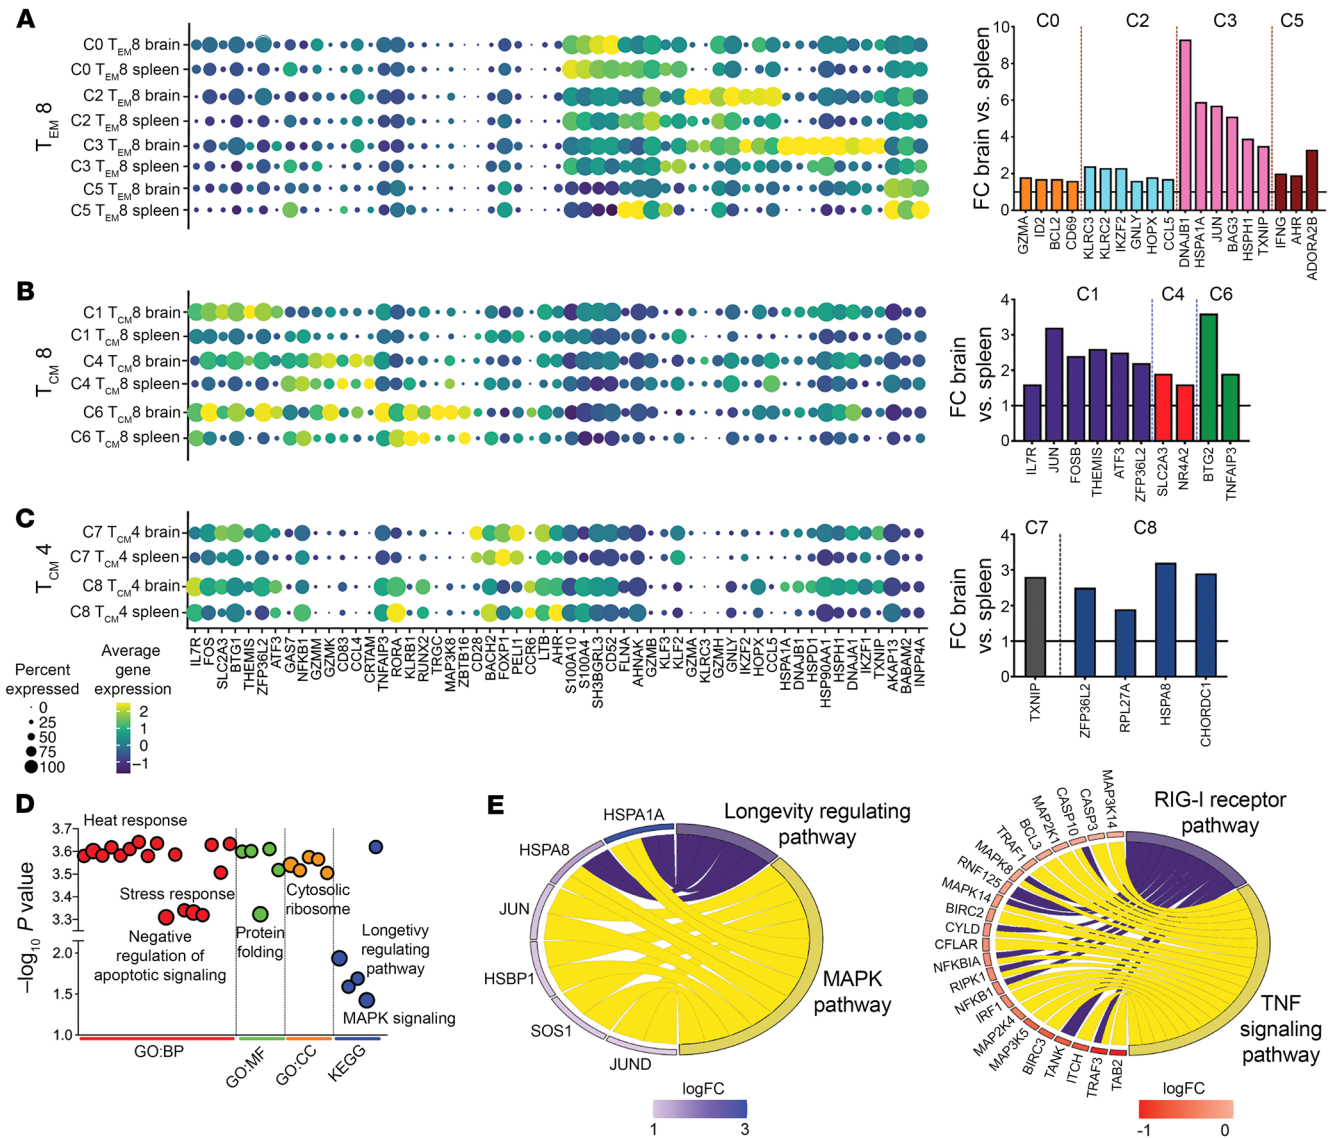 A
TEM 8
C0 TEM8 brain
C0 TEM8 spleen
C2 TEM8 brain
C2 TEM8 spleen
C3 TEM8 brain
C3 TEM8 spleen
C5 TEM8 brain
C5 TEM8 spleen
FC brain vs. spleen
10
8
6
4
2
0
C0
C2
C3
C5
GZMA
ID2
BCL2
CD69
KLRC3
KLRC2
IKZF2
GNLY
HOPX
CCL5
DNAJB1
HSPA1A
JUN
BAG3
HSPH1
TXNIP
IFNG
AHR
ADORA2B
B
TCM 8
C1 TCM8 brain
C1 TCM8 spleen
C4 TCM8 brain
C4 TCM8 spleen
C6 TCM8 brain
C6 TCM8 spleen
FC brain
vs. spleen
4
3
2
1
0
C1
C4
C6
IL7R
JUN
FOSB
THEMIS
ATF3
ZFP36L2
SLC2A3
NR4A2
BTG2
TNFAIP3
C
TCM 4
C7 TCM4 brain
C7 TCM4 spleen
C8 TCM4 brain
C8 TCM4 spleen
IL7R
FOS
SLC2A3
BTG1
THEMIS
ZFP36L2
ATF3
GAS7
NFKB1
GZMM
GZMK
CD83
CCL4
CRTAM
TNFAIP3
RORA
KLRB1
RUNX2
TRGC
MAP3K8
ZBTB16
CD28
BACH2
FOXP1
PELI1
CCR6
LTB
AHR
S100A10
S100A4
SH3BGRL3
CD52
FLNA
AHNAK
GZMB
KLF3
KLF2
GZMA
KLRC3
GZMH
GNLY
IKZF2
HOPX
CCL5
HSPA1A
DNAJB1
HSPD1
HSP90AA1
HSPH1
DNAJA1
IKZF1
TXNIP
AKAP13
BABAM2
INPP4A
FC brain
vs. spleen
4
3
2
1
0
C7
C8
TXNIP
ZFP36L2
RPL27A
HSPA8
CHORDC1
Percent
expressed
0
25
50
75
100
Average
gene
expression
2
1
0
−1
D
−log10 P value
3.7
3.6
3.5
3.4
3.3
2.0
1.5
1.0
Heat response
Stress response
Negative
regulation of
apoptotic signaling
Protein
folding
Cytosolic
ribosome
Longetivy
regulating
pathway
MAPK signaling
GO:BP
GO:MF
GO:CC
KEGG
E
HSPA1A
HSPA8
JUN
HSBP1
SOS1
JUND
Longevity regulating
pathway
MAPK
pathway
logFC
1
3
MAP3K14
CASP3
CASP10
MAP2K1
BCL3
TRAF1
MAPK8
RNF125
MAPK14
BIRC2
CYLD
CFLAR
NFKBIA
RIPK1
NFKB1
IRF1
MAP2K4
MAP3K5
BIRC3
TANK
ITCH
TRAF3
TAB2
RIG-I receptor
pathway
TNF
signaling
pathway
logFC
-1
0